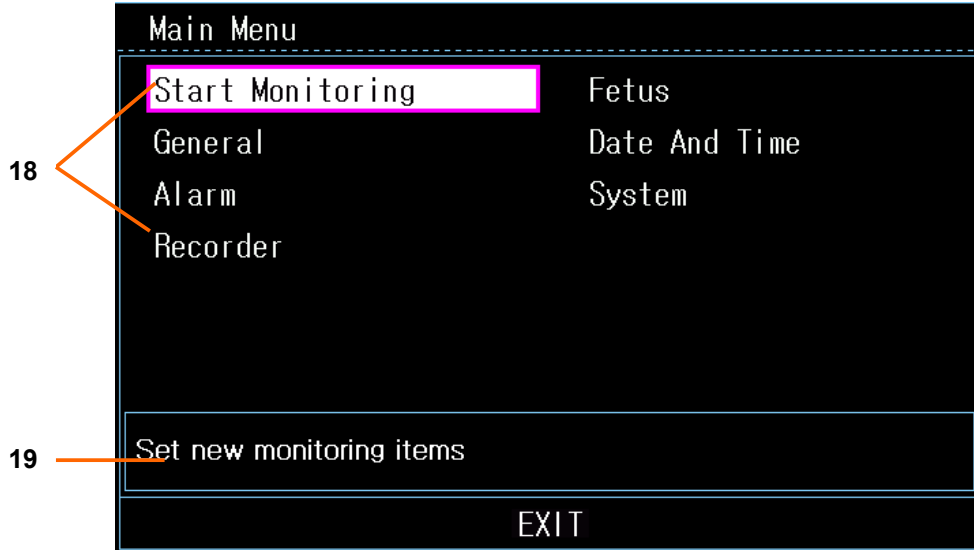 Main Menu
Start Monitoring
Fetus
General
Date And Time
18
Alarm
System
Recorder
19
Set new monitoring items
EXIT